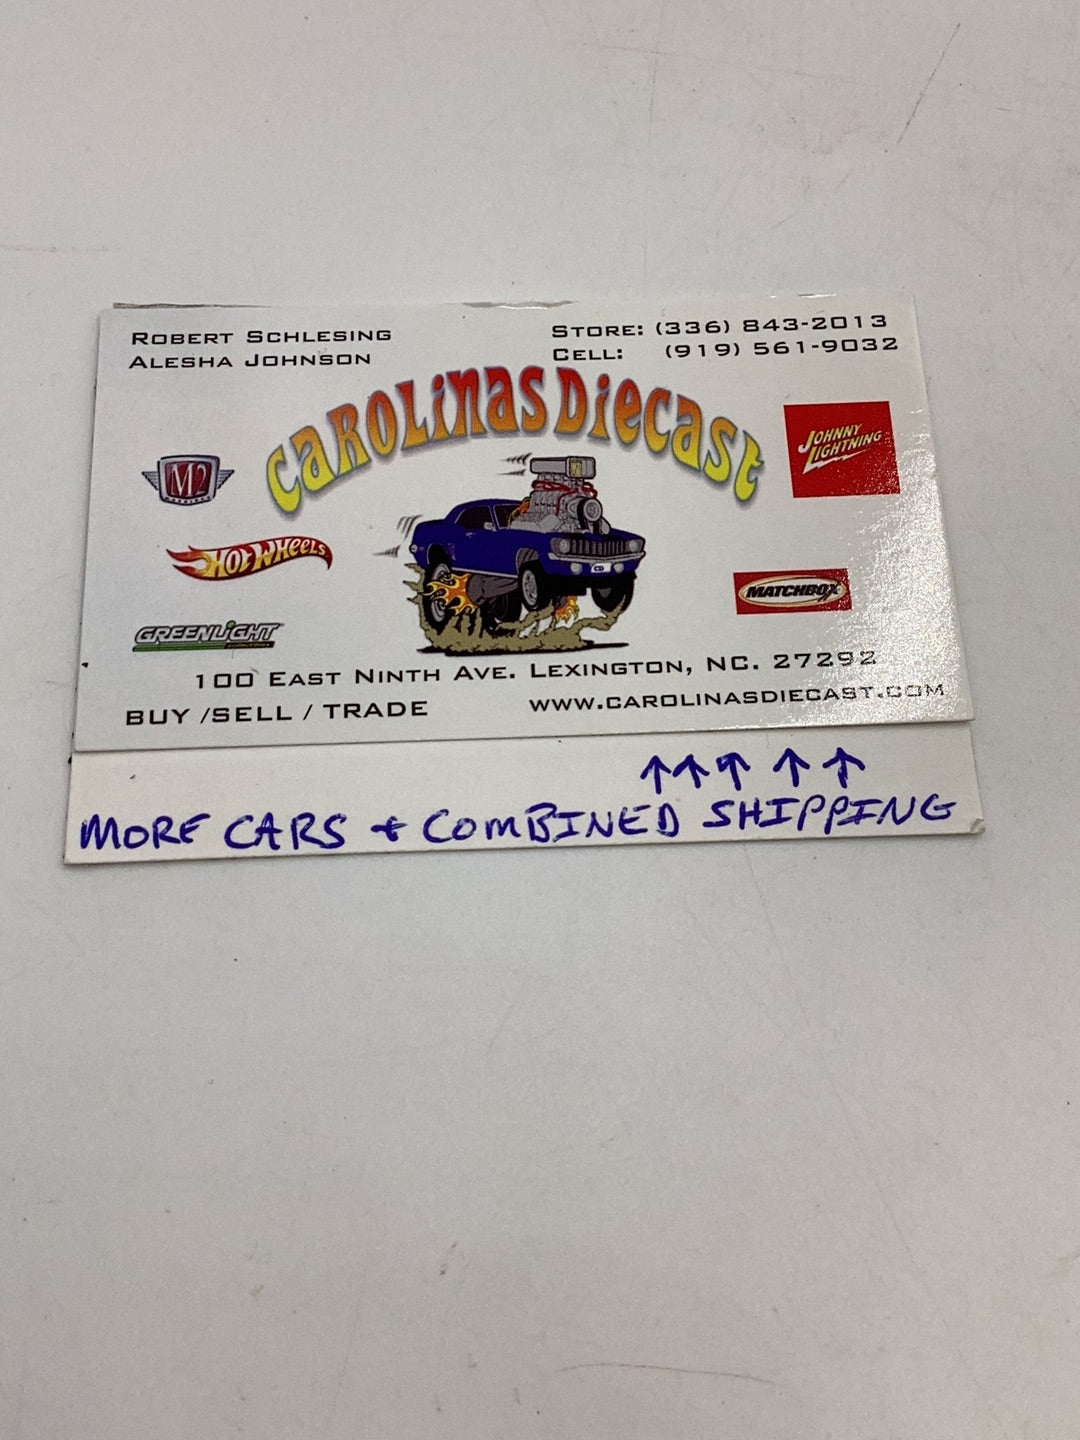 ROBERT SCHLESING
ALESHA JOHNSON
STORE: (336) 843-2013
CELL: (919) 561-9032
CAROLINAS DIECAST
M2
JOHNNY
LIGHTNING
HOT WHEELS
CD
MATCHBOX
GREENLIGHT
100 EAST NINTH AVE. LEXINGTON, NC. 27292
BUY /SELL / TRADE
WWW.CAROLINASDIECAST.COM
MORE CARS + COMBINED SHIPPING